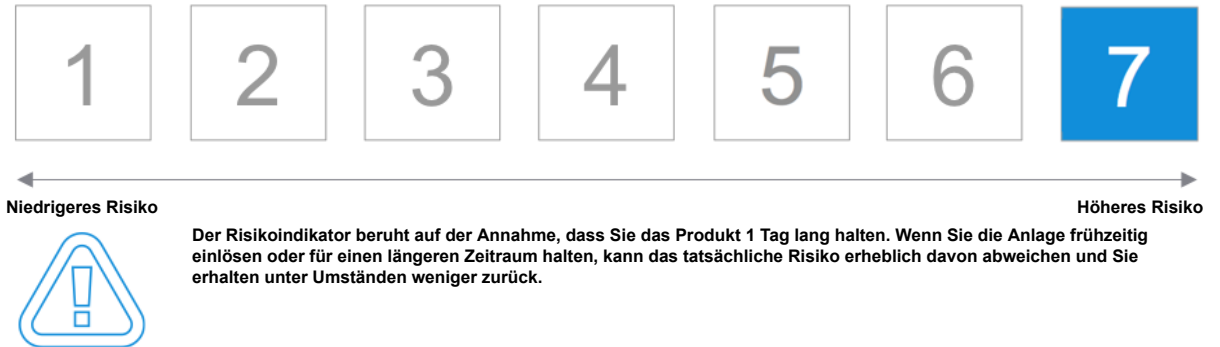 1 2 3 4 5 6 7
Niedrigeres Risiko Höheres Risiko
Der Risikoindikator beruht auf der Annahme, dass Sie das Produkt 1 Tag lang halten. Wenn Sie die Anlage frühzeitig
einlösen oder für einen längeren Zeitraum halten, kann das tatsächliche Risiko erheblich davon abweichen und Sie
erhalten unter Umständen weniger zurück.